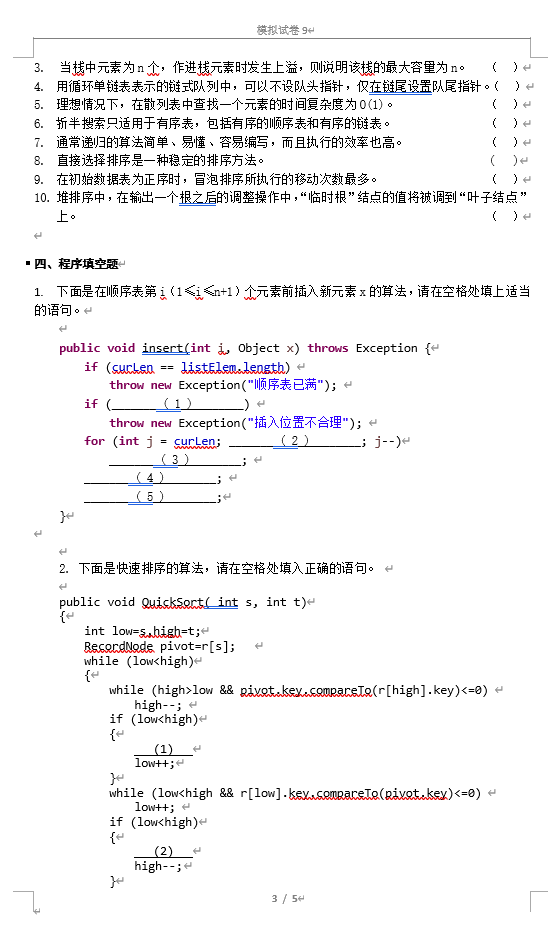 模拟试卷 9
3. 当栈中元素为 n 个，作进栈元素时发生上溢，则说明该栈的最大容量为 n。 （ ）
4. 用循环单链表表示的链式队列中，可以不设队头指针，仅在链尾设置队尾指针。（ ）
5. 理想情况下，在散列表中查找一个元素的时间复杂度为 O(1)。 （ ）
6. 折半搜索只适用于有序表，包括有序的顺序表和有序的链表。 （ ）
7. 通常递归的算法简单、易懂、容易编写，而且执行的效率也高。 （ ）
8. 直接选择排序是一种稳定的排序方法。 ( )
9. 在初始数据表为正序时，冒泡排序所执行的移动次数最多。 （ ）
10. 堆排序中，在输出一个根之后的调整操作中，“临时根”结点的值将被调到“叶子结点”
上。 （ ）
四、程序填空题
1. 下面是在顺序表第 i（1≤i≤n+1）个元素前插入新元素 x 的算法，请在空格处填上适当
的语句。
public void insert(int i, Object x) throws Exception {
if (curLen == listElem.length)
throw new Exception("顺序表已满");
if (______（1）______)
throw new Exception("插入位置不合理");
for (int j = curLen; ______（2）______; j--)
______（3）______;
______（4）______;
______（5）______;
}
2. 下面是快速排序的算法，请在空格处填入正确的语句。
public void QuickSort( int s, int t)
{
int low=s,high=t;
RecordNode pivot=r[s];
while (low<high)
{
while (high>low && pivot.key.compareTo(r[high].key)<=0)
high--;
if (low<high)
{
___(1)___
low++;
}
while (low<high && r[low].key.compareTo(pivot.key)<=0)
low++;
if (low<high)
{
___(2)___
high--;
}
3 / 5